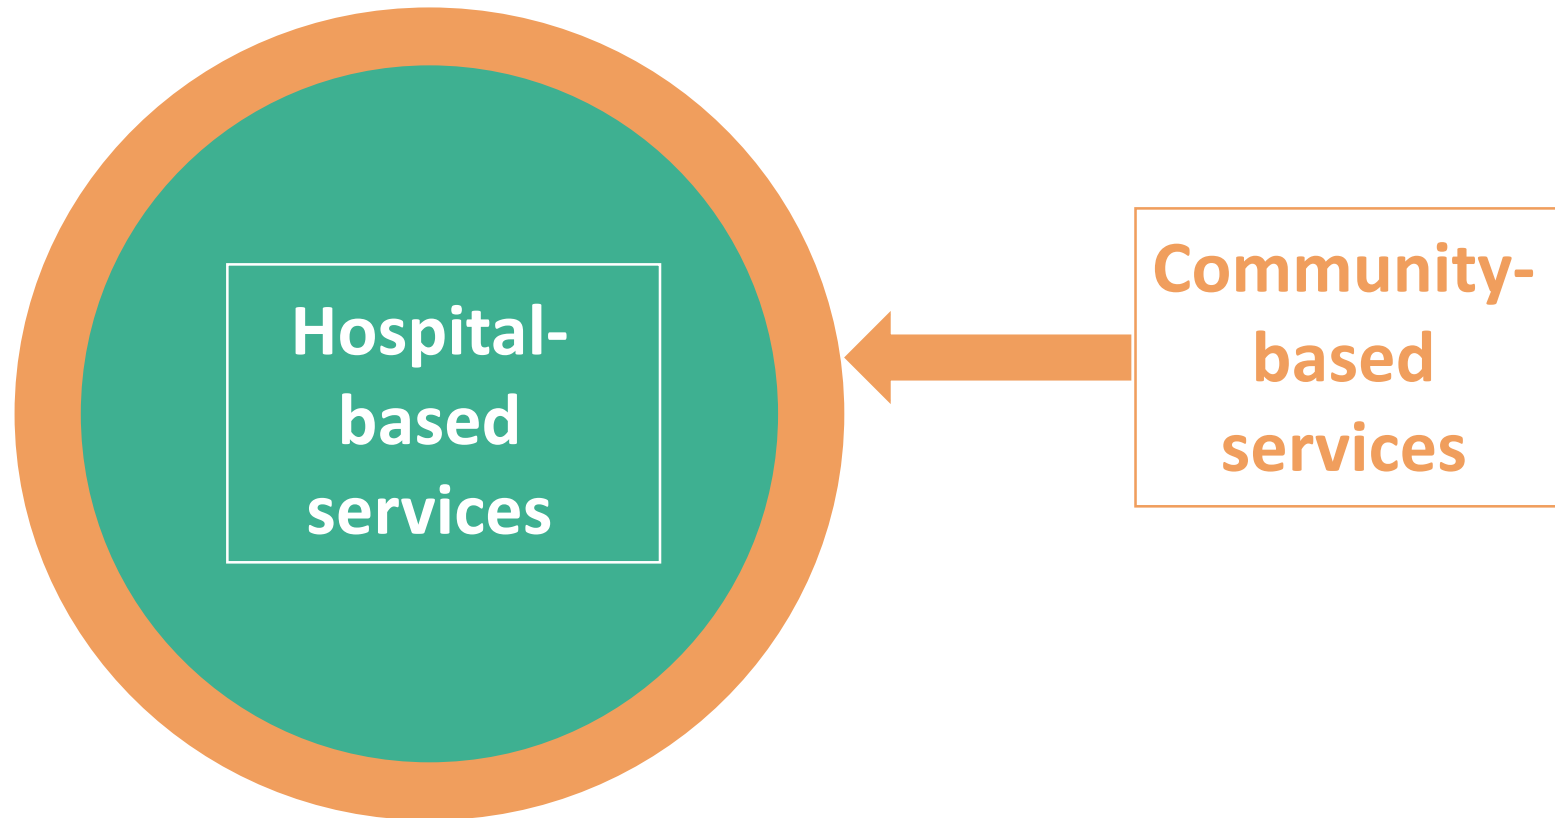 Hospital-
based
services
Community-
based
services